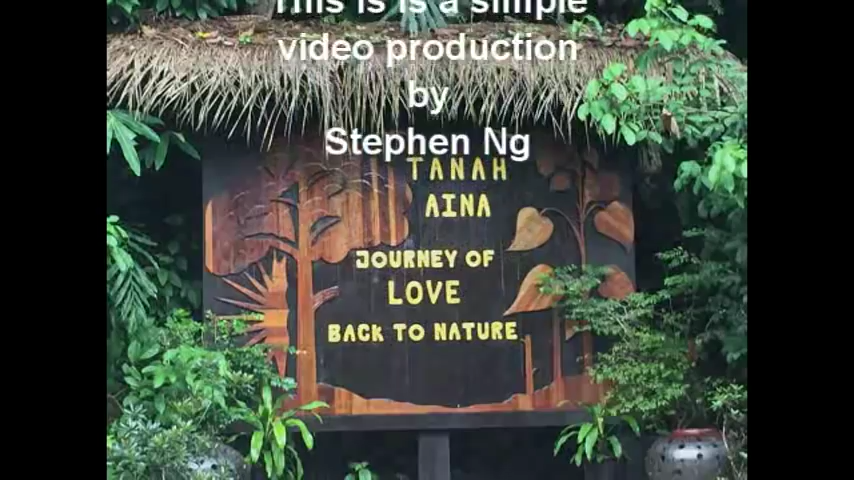 This is is a simple
video production
by
Stephen Ng
TANAH
AINA
JOURNEY OF
LOVE
BACK TO NATURE